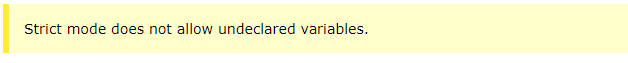 Strict mode does not allow undeclared variables.